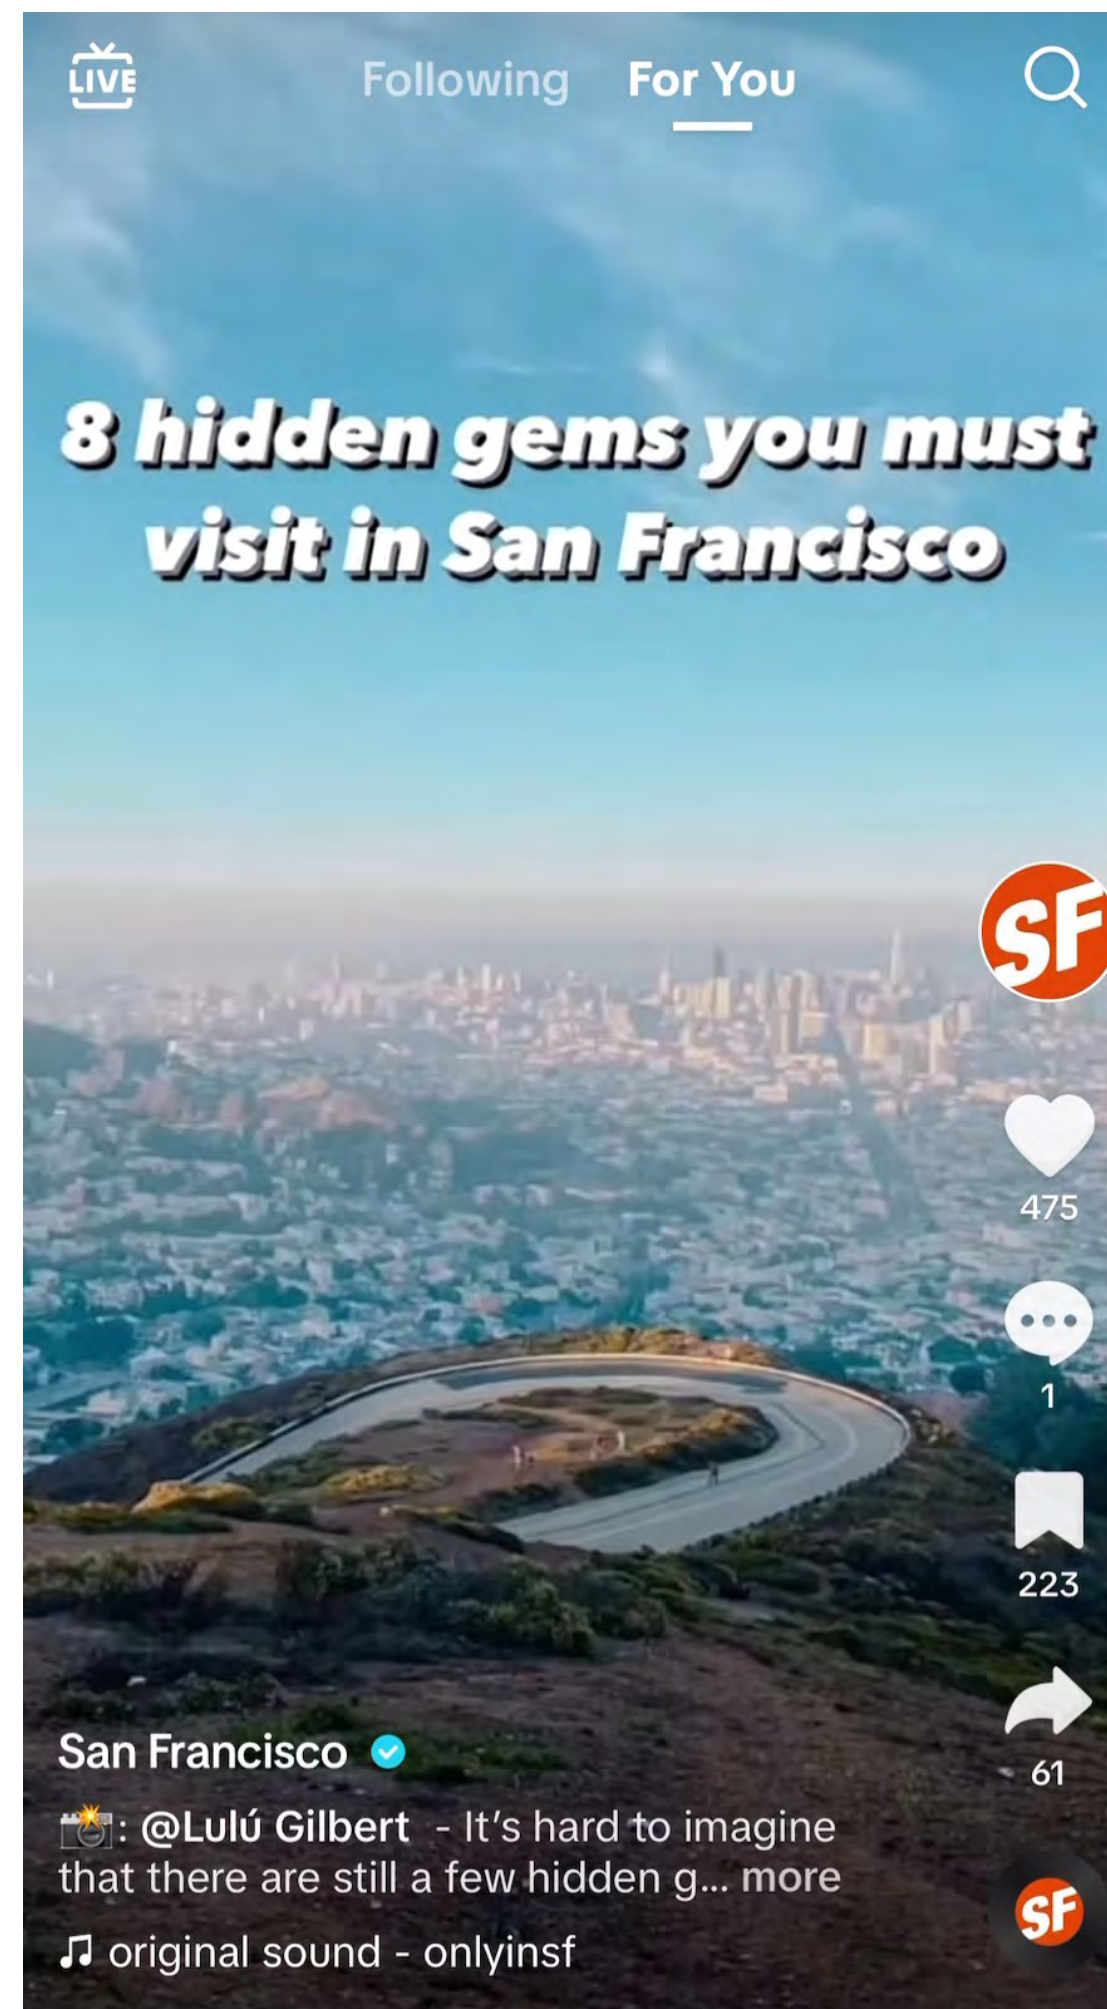 LIVE
Following For You
8 hidden gems you must
visit in San Francisco
SF
475
1
223
61
San Francisco
📸: @Lulú Gilbert - It’s hard to imagine
that there are still a few hidden g... more
SF
original sound - onlyinsf